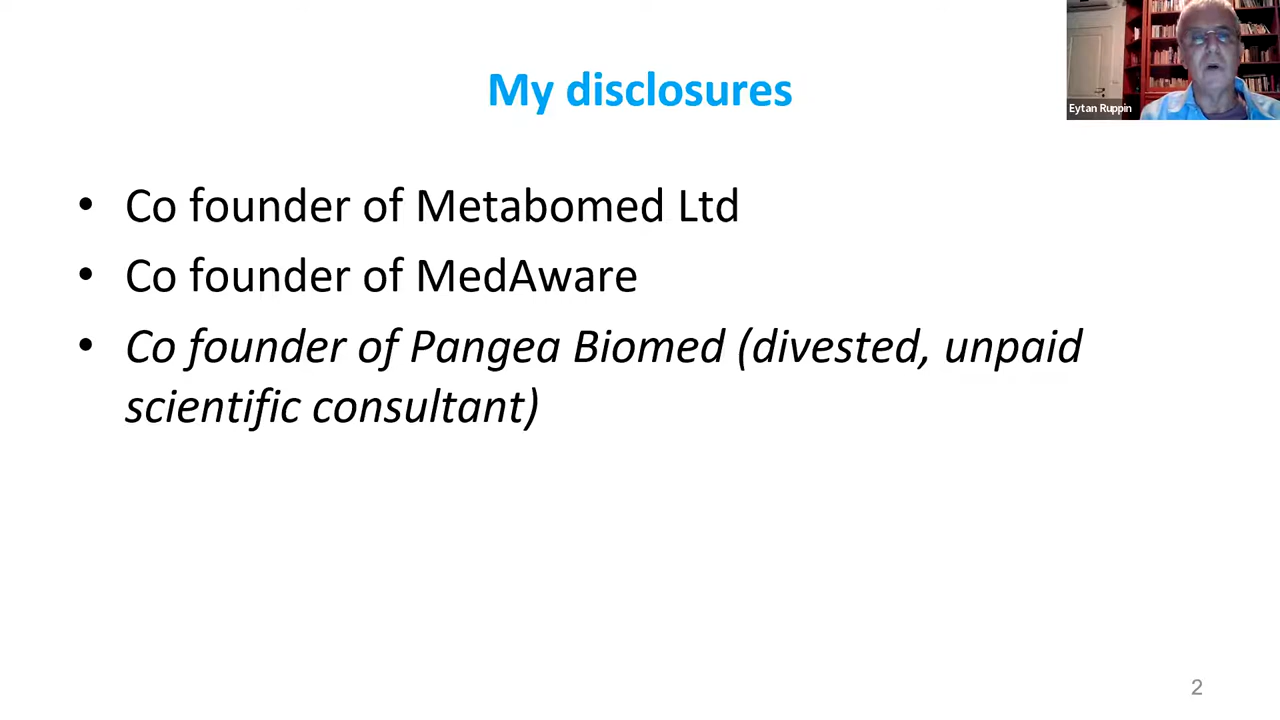 My disclosures
Eytan Ruppin
• Co founder of Metabomed Ltd
• Co founder of MedAware
• Co founder of Pangea Biomed (divested, unpaid
scientific consultant)
2